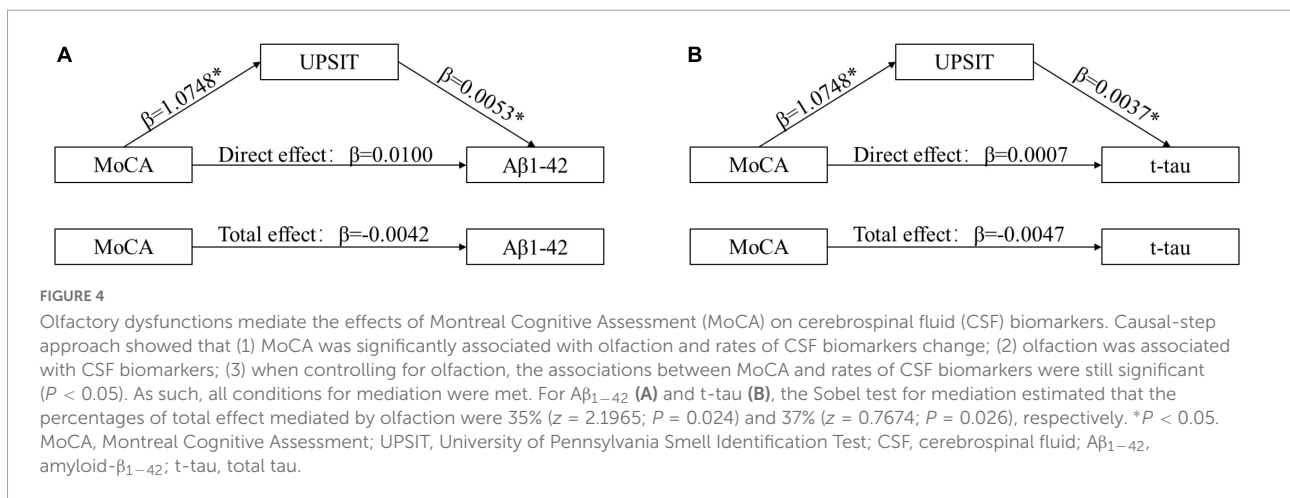 A
UPSIT
β=1.0748*
β=0.0053*
MoCA
Direct effect： β=0.0100
Aβ1-42
MoCA
Total effect： β=-0.0042
Aβ1-42
B
UPSIT
β=1.0748*
β=0.0037*
MoCA
Direct effect： β=0.0007
t-tau
MoCA
Total effect： β=-0.0047
t-tau
FIGURE 4
Olfactory dysfunctions mediate the effects of Montreal Cognitive Assessment (MoCA) on cerebrospinal fluid (CSF) biomarkers. Causal-step
approach showed that (1) MoCA was significantly associated with olfaction and rates of CSF biomarkers change; (2) olfaction was associated
with CSF biomarkers; (3) when controlling for olfaction, the associations between MoCA and rates of CSF biomarkers were still significant
(P < 0.05). As such, all conditions for mediation were met. For Aβ1−42 (A) and t-tau (B), the Sobel test for mediation estimated that the
percentages of total effect mediated by olfaction were 35% (z = 2.1965; P = 0.024) and 37% (z = 0.7674; P = 0.026), respectively. *P < 0.05.
MoCA, Montreal Cognitive Assessment; UPSIT, University of Pennsylvania Smell Identification Test; CSF, cerebrospinal fluid; Aβ1−42,
amyloid-β1−42; t-tau, total tau.